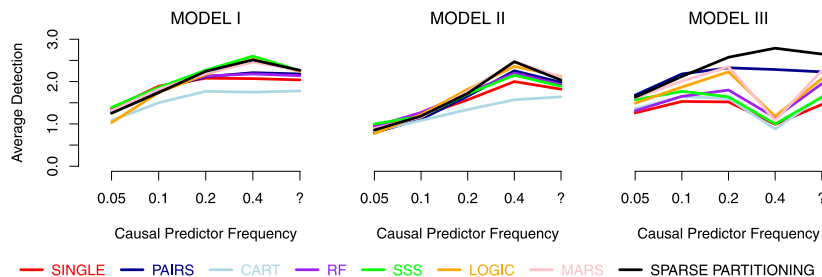 MODEL I MODEL II MODEL III
Average Detection
3.0
2.0
1.0
0.0
0.05 0.1 0.2 0.4 ? 0.05 0.1 0.2 0.4 ? 0.05 0.1 0.2 0.4 ?
Causal Predictor Frequency Causal Predictor Frequency Causal Predictor Frequency
SINGLE PAIRS CART RF SSS LOGIC MARS SPARSE PARTITIONING